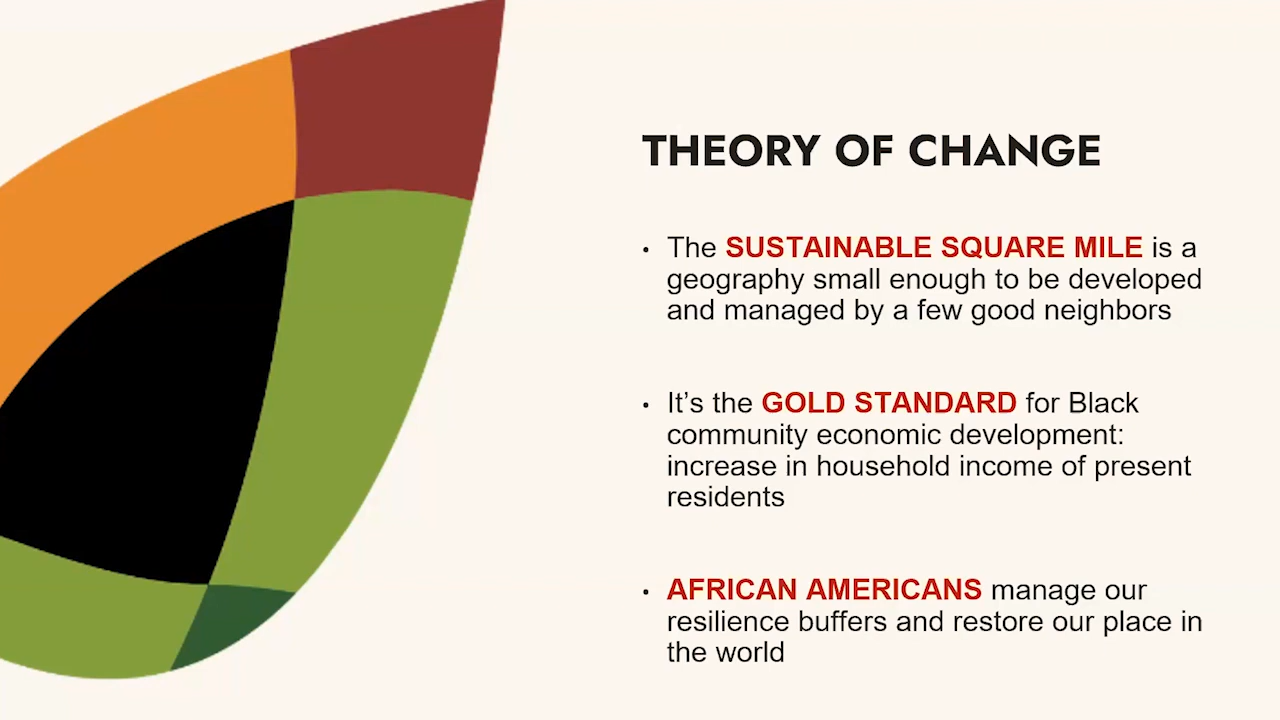 THEORY OF CHANGE
• The SUSTAINABLE SQUARE MILE is a
geography small enough to be developed
and managed by a few good neighbors
• It’s the GOLD STANDARD for Black
community economic development:
increase in household income of present
residents
• AFRICAN AMERICANS manage our
resilience buffers and restore our place in
the world